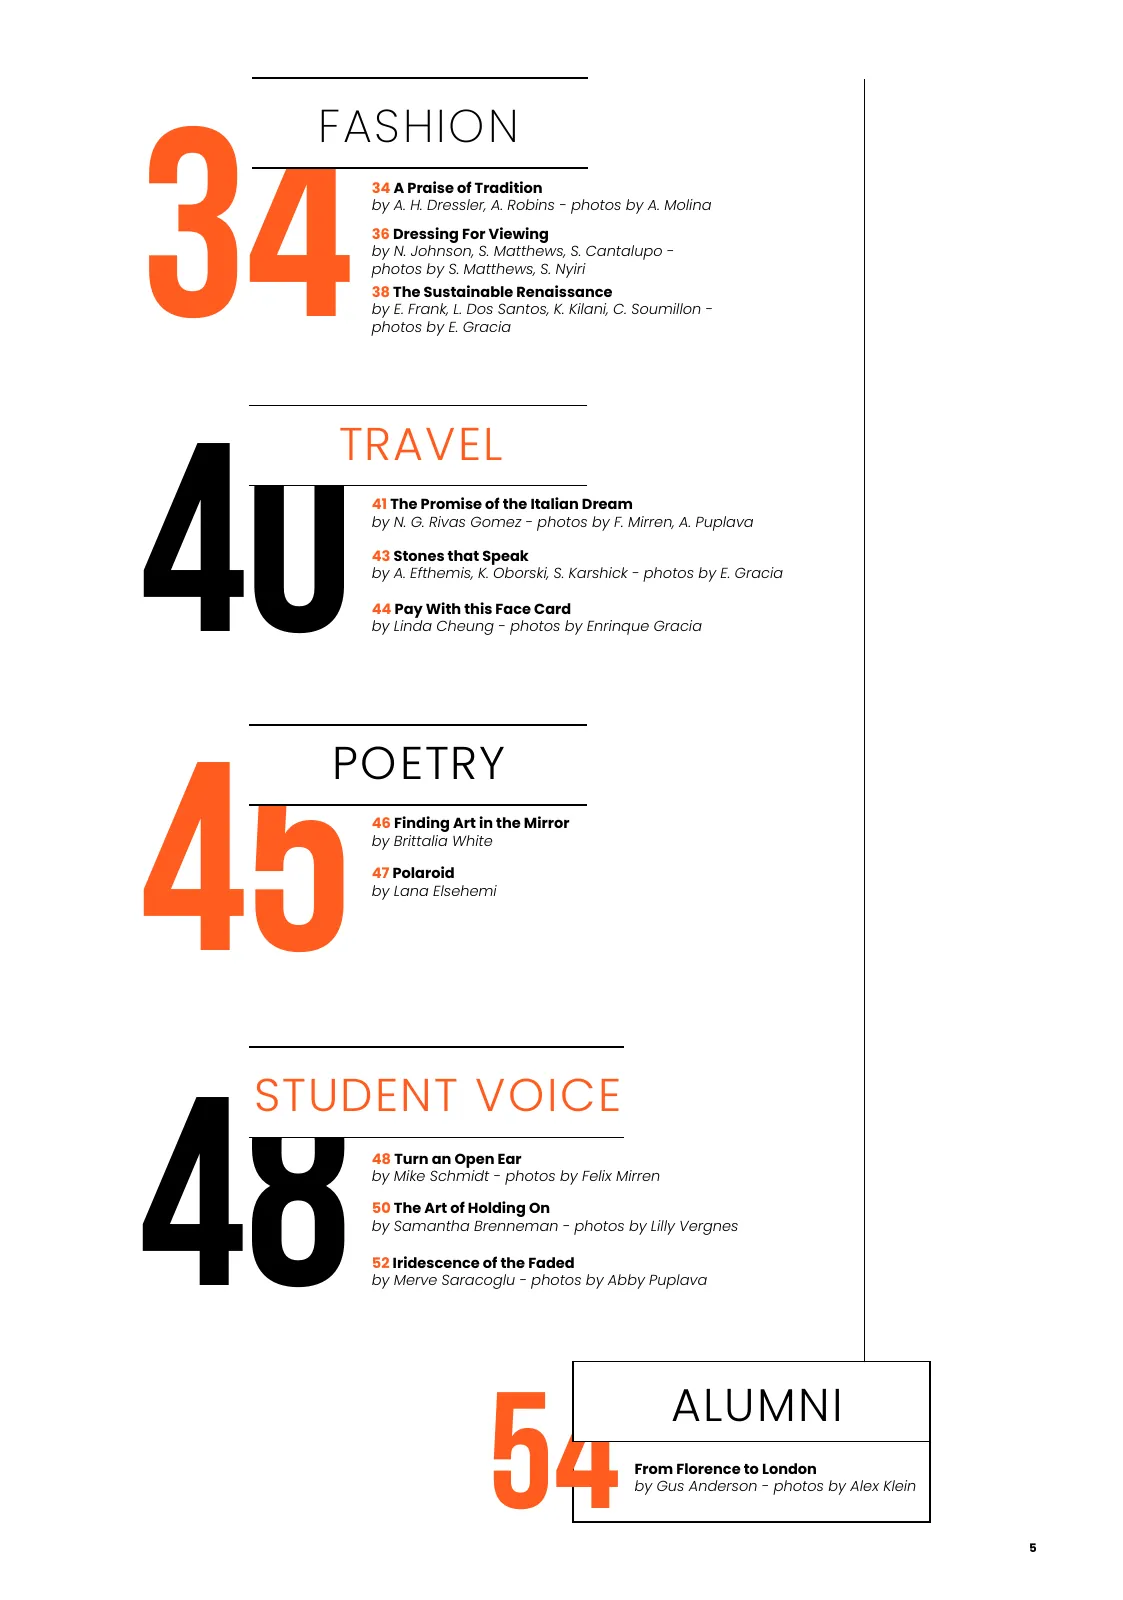 FASHION
34
34 A Praise of Tradition
by A. H. Dressler, A. Robins - photos by A. Molina
36 Dressing For Viewing
by N. Johnson, S. Matthews, S. Cantalupo -
photos by S. Matthews, S. Nyiri
38 The Sustainable Renaissance
by E. Frank, L. Dos Santos, K. Kilani, C. Soumillon -
photos by E. Gracia
TRAVEL
40
41 The Promise of the Italian Dream
by N. G. Rivas Gomez - photos by F. Mirren, A. Puplava
43 Stones that Speak
by A. Efthemis, K. Oborski, S. Karshick - photos by E. Gracia
44 Pay With this Face Card
by Linda Cheung - photos by Enrinque Gracia
POETRY
45
46 Finding Art in the Mirror
by Brittalia White
47 Polaroid
by Lana Elsehemi
STUDENT VOICE
48
48 Turn an Open Ear
by Mike Schmidt - photos by Felix Mirren
50 The Art of Holding On
by Samantha Brenneman - photos by Lilly Vergnes
52 Iridescence of the Faded
by Merve Saracoglu - photos by Abby Puplava
ALUMNI
54
From Florence to London
by Gus Anderson - photos by Alex Klein
5